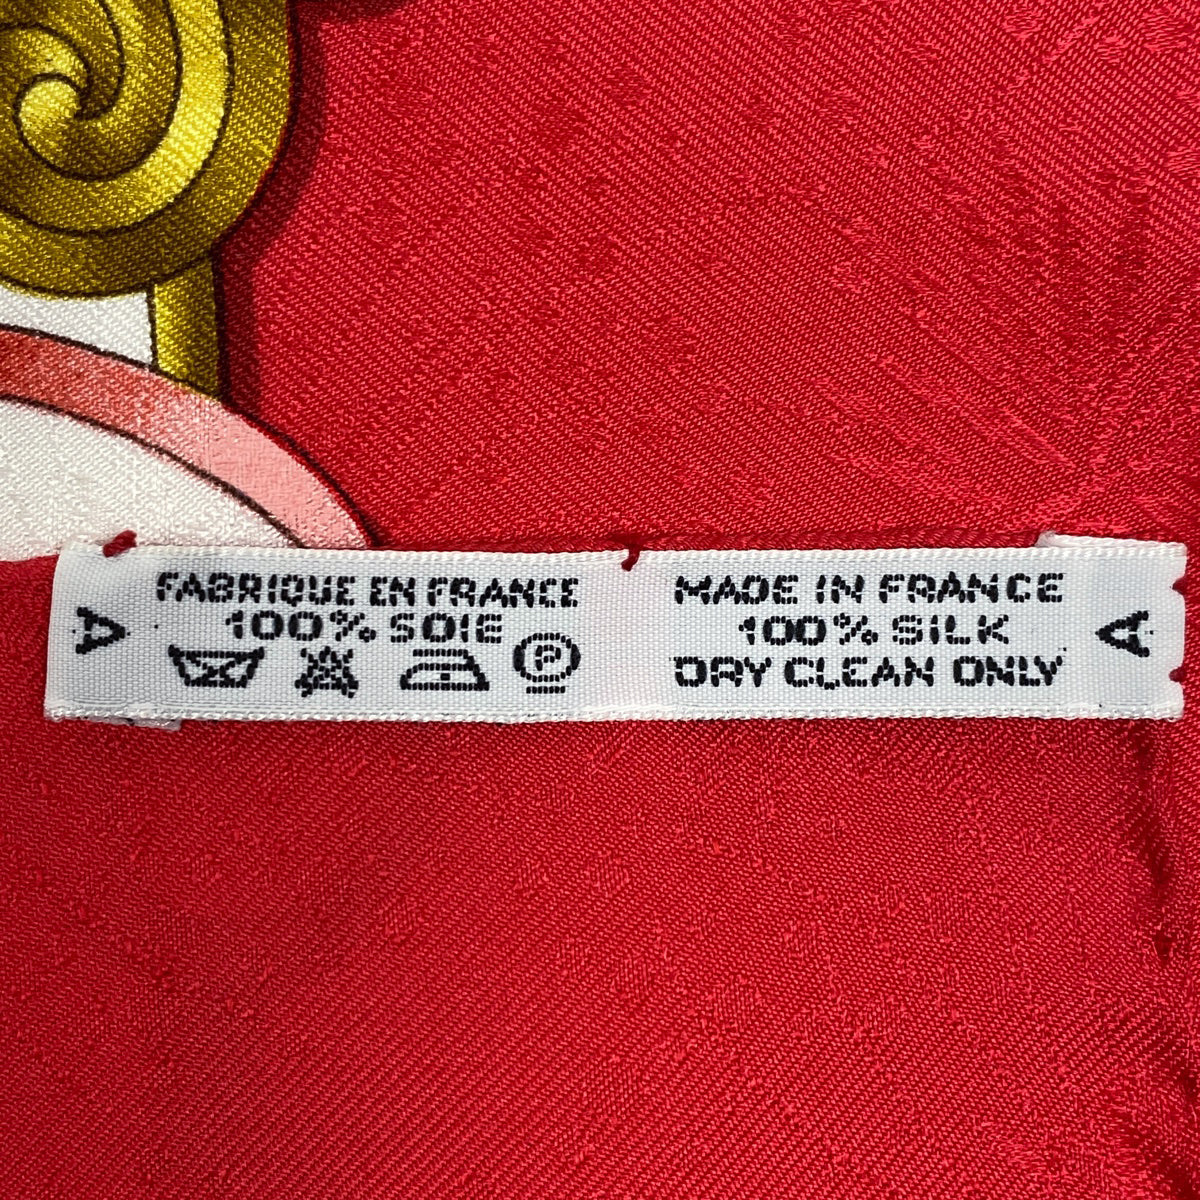 A
FABRIQUE EN FRANCE
100% SOIE
P
MADE IN FRANCE
100% SILK
DRY CLEAN ONLY
A